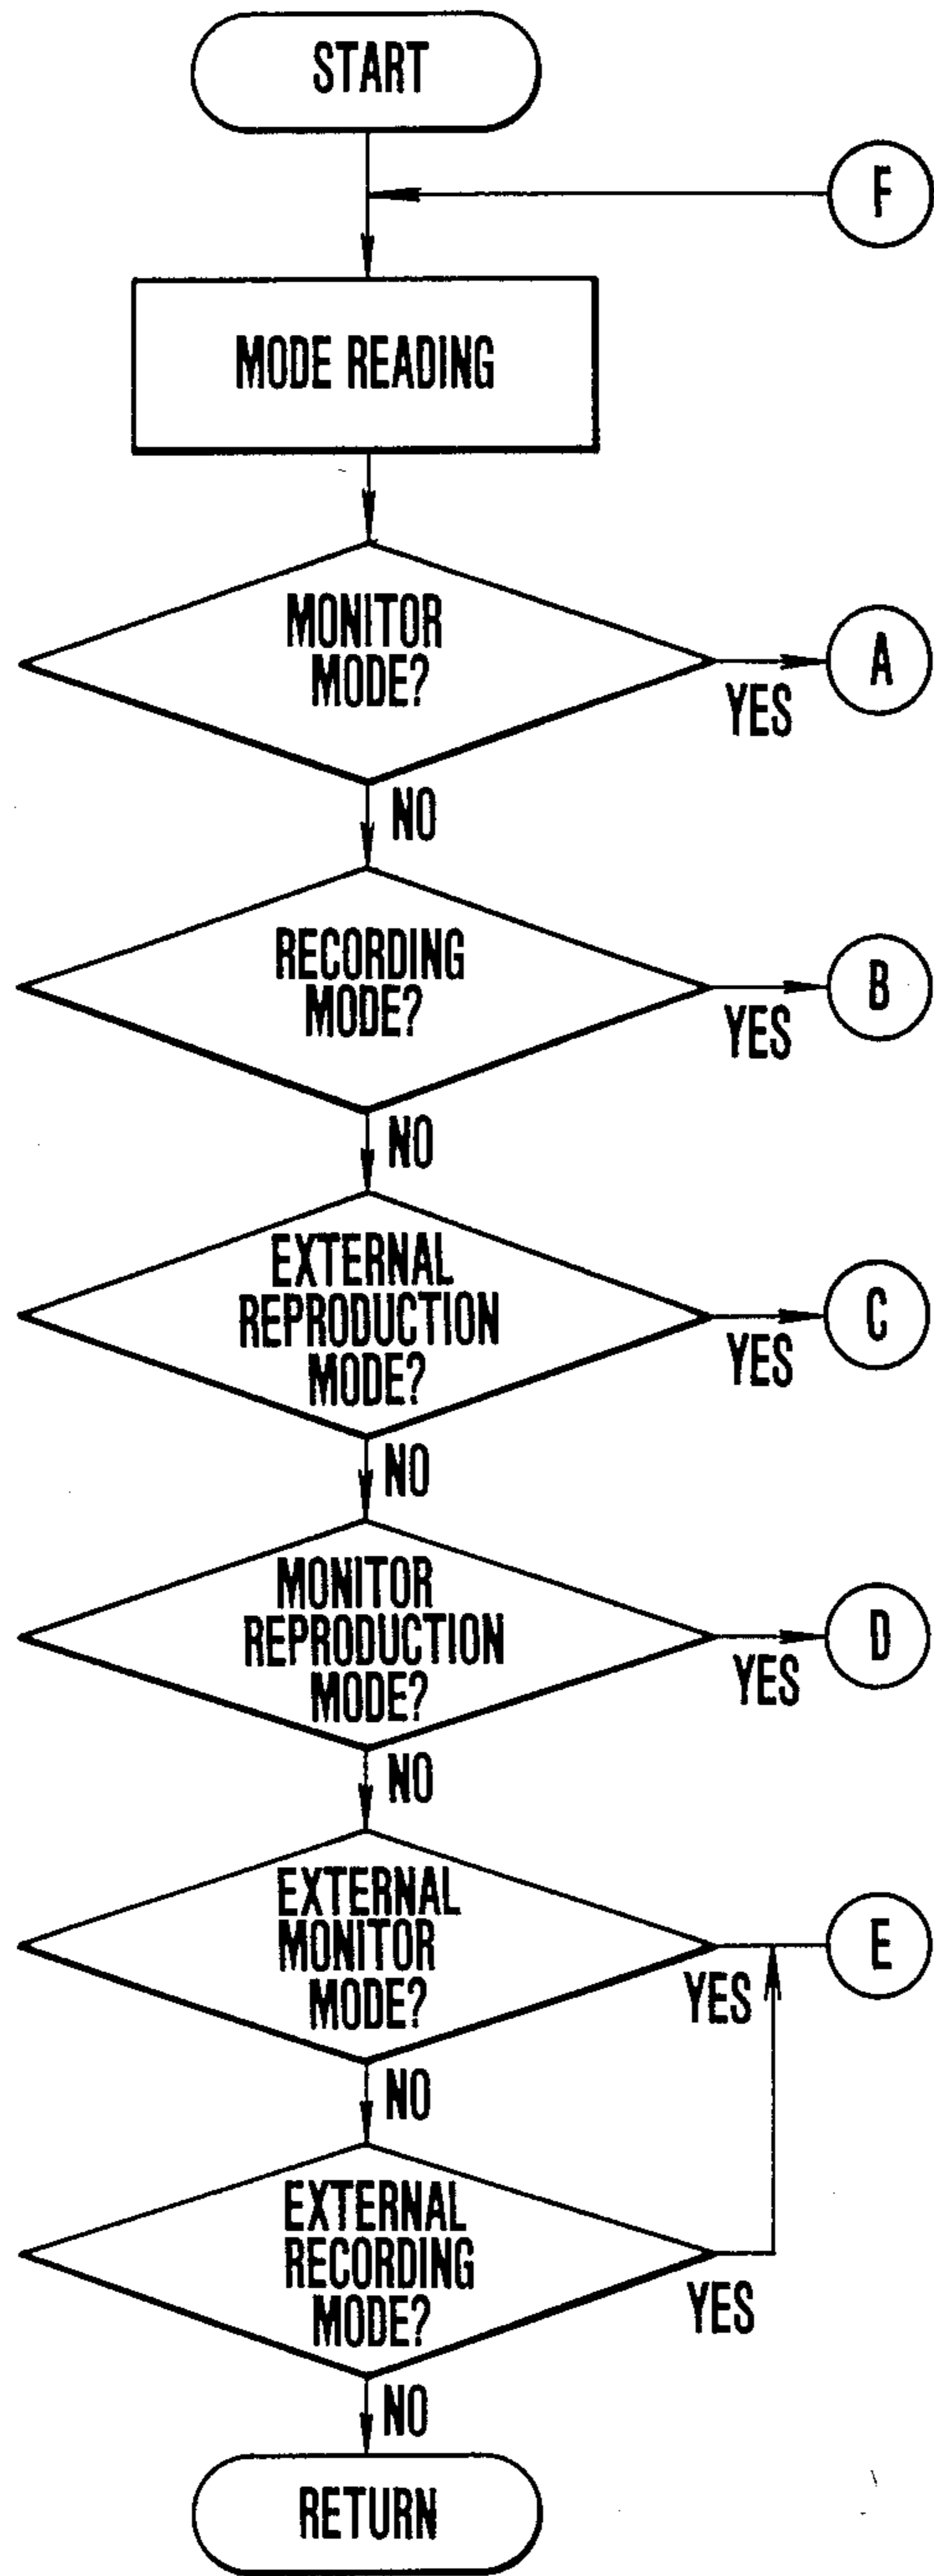 START
F
MODE READING
MONITOR
MODE?
A
YES
NO
RECORDING
MODE?
B
YES
NO
EXTERNAL
REPRODUCTION
MODE?
C
YES
NO
MONITOR
REPRODUCTION
MODE?
D
YES
NO
EXTERNAL
MONITOR
MODE?
E
YES
NO
EXTERNAL
RECORDING
MODE?
YES
NO
RETURN